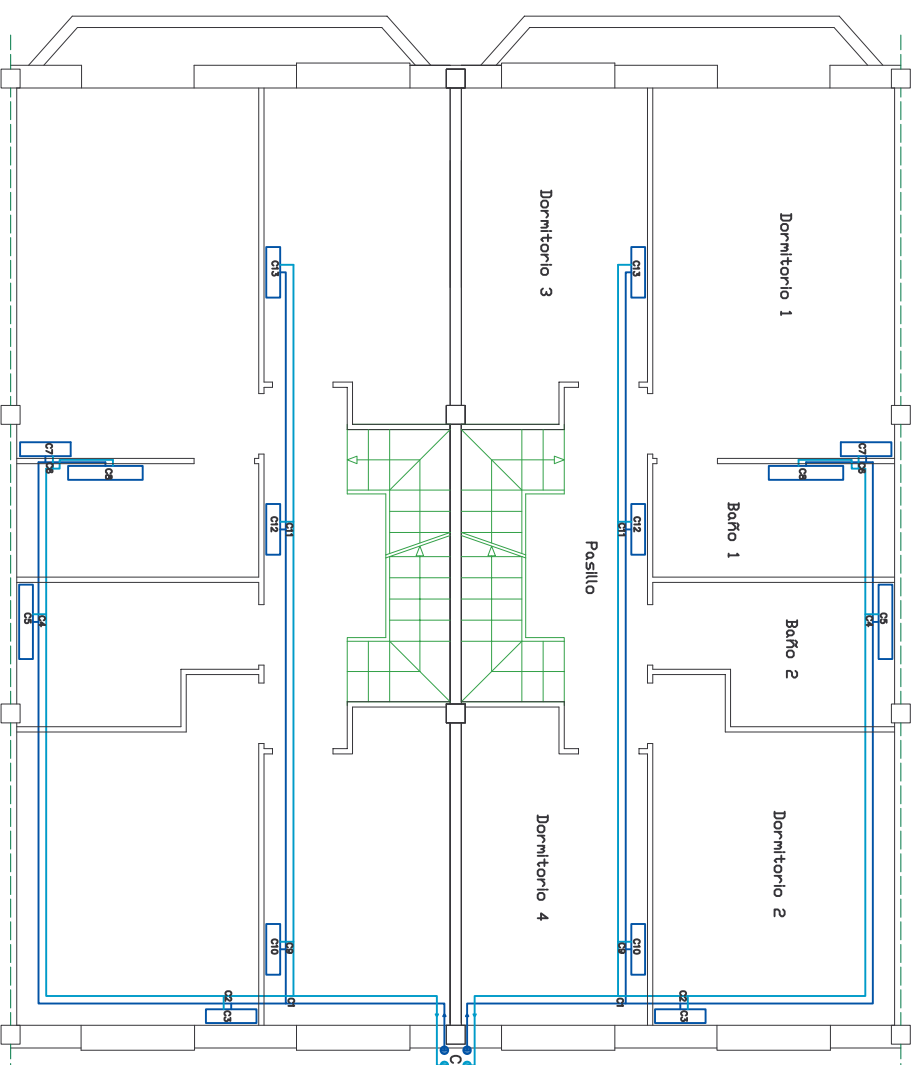 Dormitorio 3
Dormitorio 1
C13
C13
C7
C6
C8
C7
C6
C8
C12
C11
C11
C12
Baño 1
Pasillo
C5
C4
C4
C5
Baño 2
Dormitorio 4
Dormitorio 2
C10
C9
C9
C10
C2
C3
C1
C1
C2
C3
C